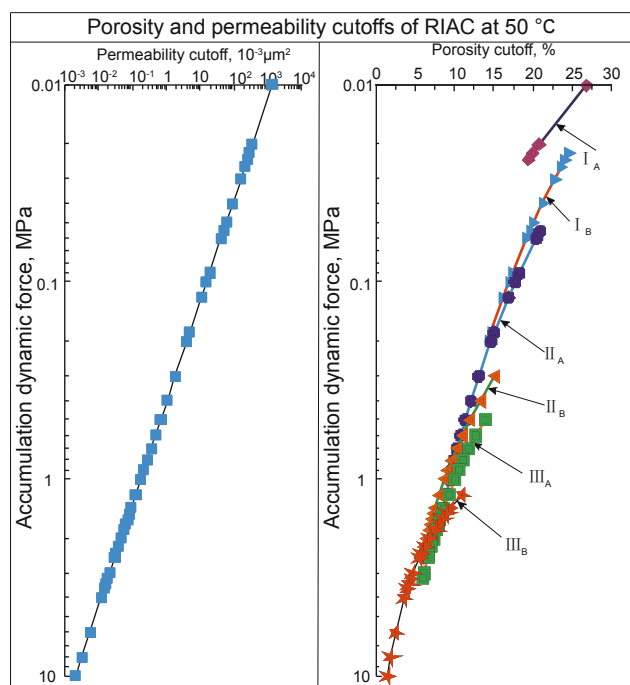 Porosity and permeability cutoffs of RIAC at 50 °C
Permeability cutoff, 10⁻³μm²
10⁻³ 10⁻² 10⁻¹ 1 10 10² 10³ 10⁴
Accumulation dynamic force, MPa
0.01
0.1
1
10
Porosity cutoff, %
0 5 10 15 20 25 30
Accumulation dynamic force, MPa
0.01
0.1
1
10
I A
I B
II A
II B
III A
III B